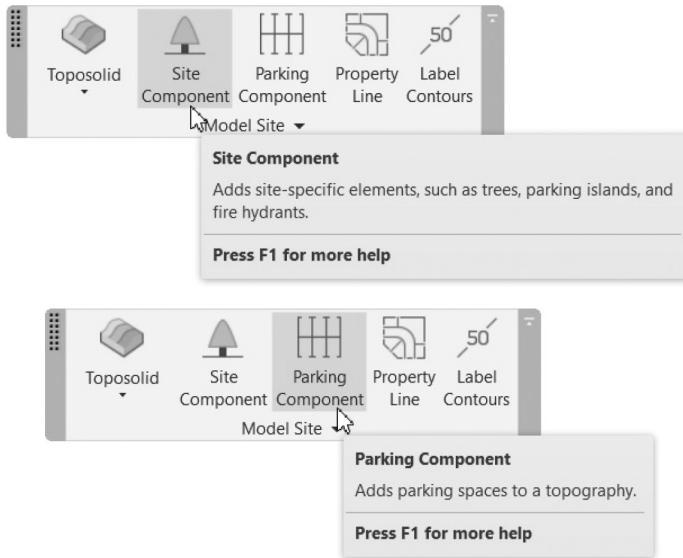 Toposolid
Site Component
Parking Component
Property Line
50
Label Contours
Model Site
Site Component
Adds site-specific elements, such as trees, parking islands, and
fire hydrants.
Press F1 for more help
Toposolid
Site Component
Parking Component
Property Line
50
Label Contours
Model Site
Parking Component
Adds parking spaces to a topography.
Press F1 for more help